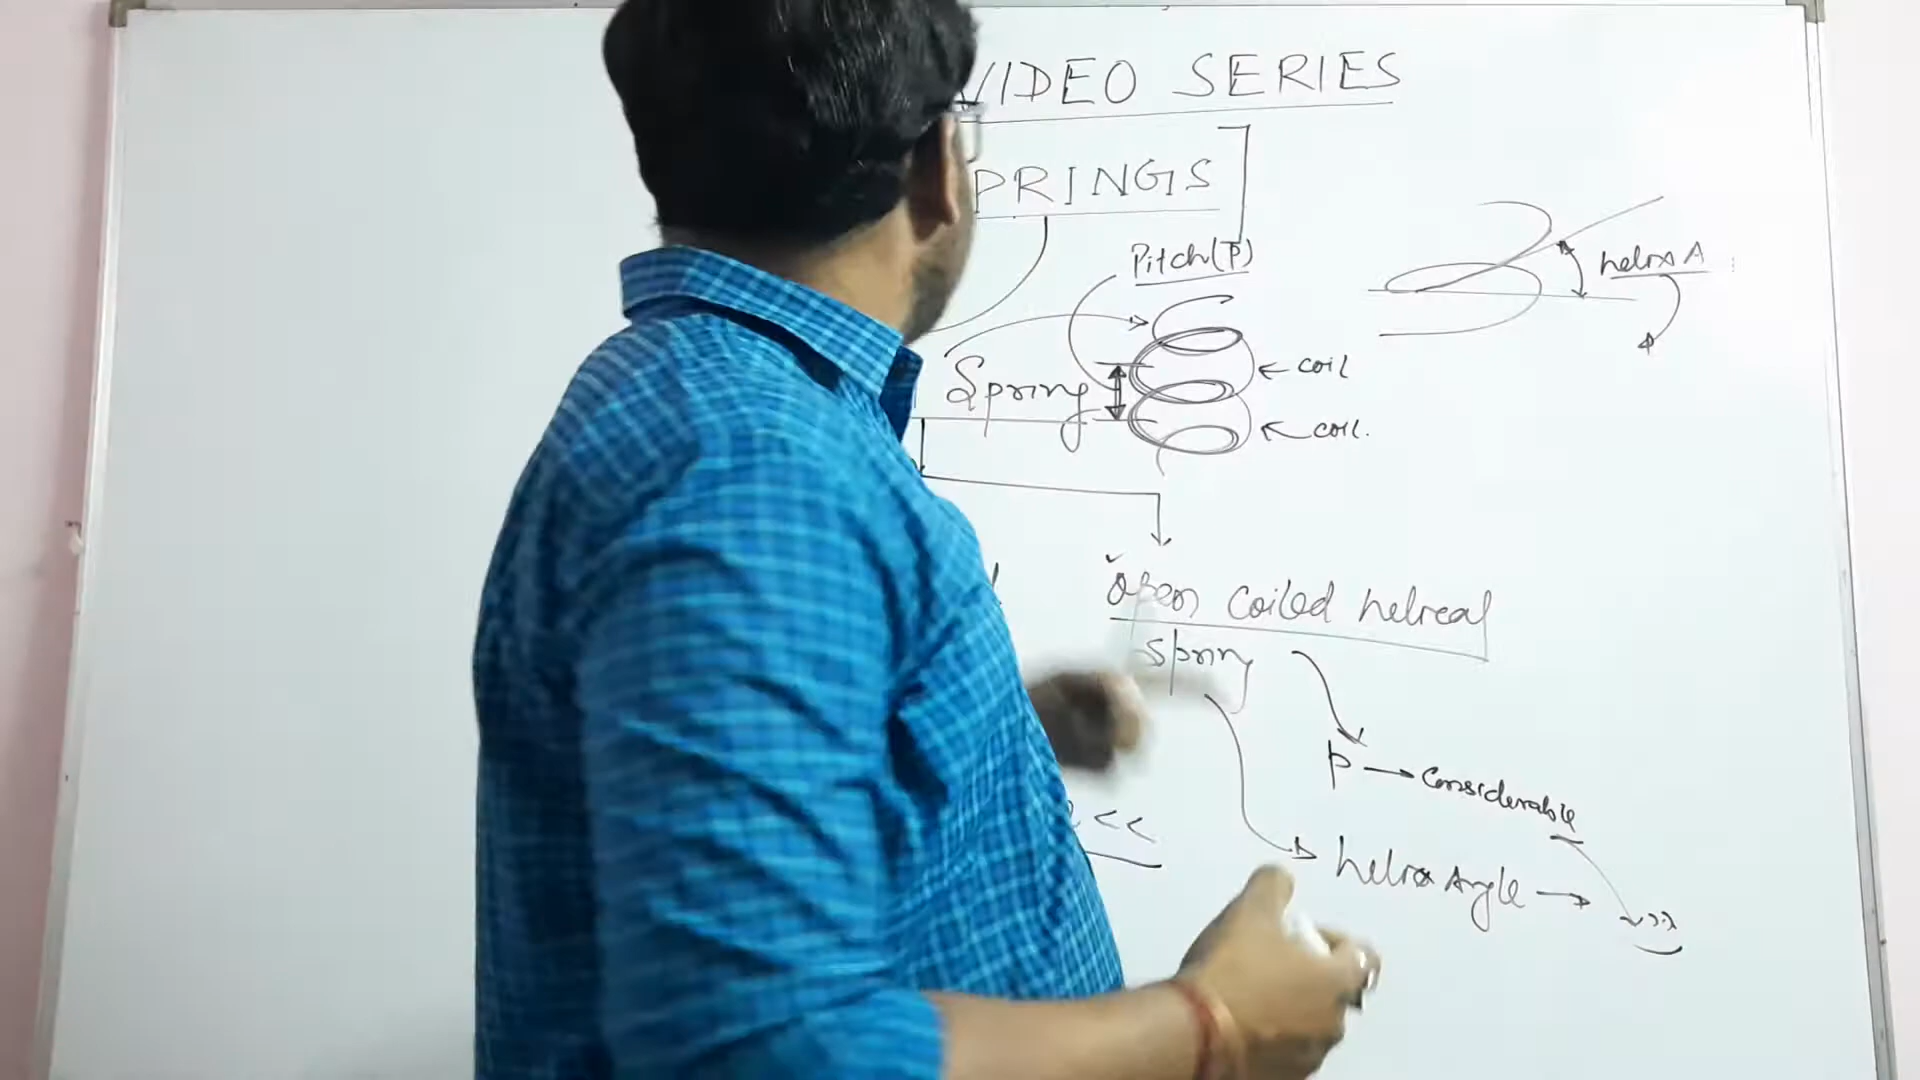 VIDEO SERIES
PRINGS
Pitch(P)
helix A
Spring
← coil
← coil.
open coiled helical
Spring
P → Considerable
<<
helix Angle →
>>